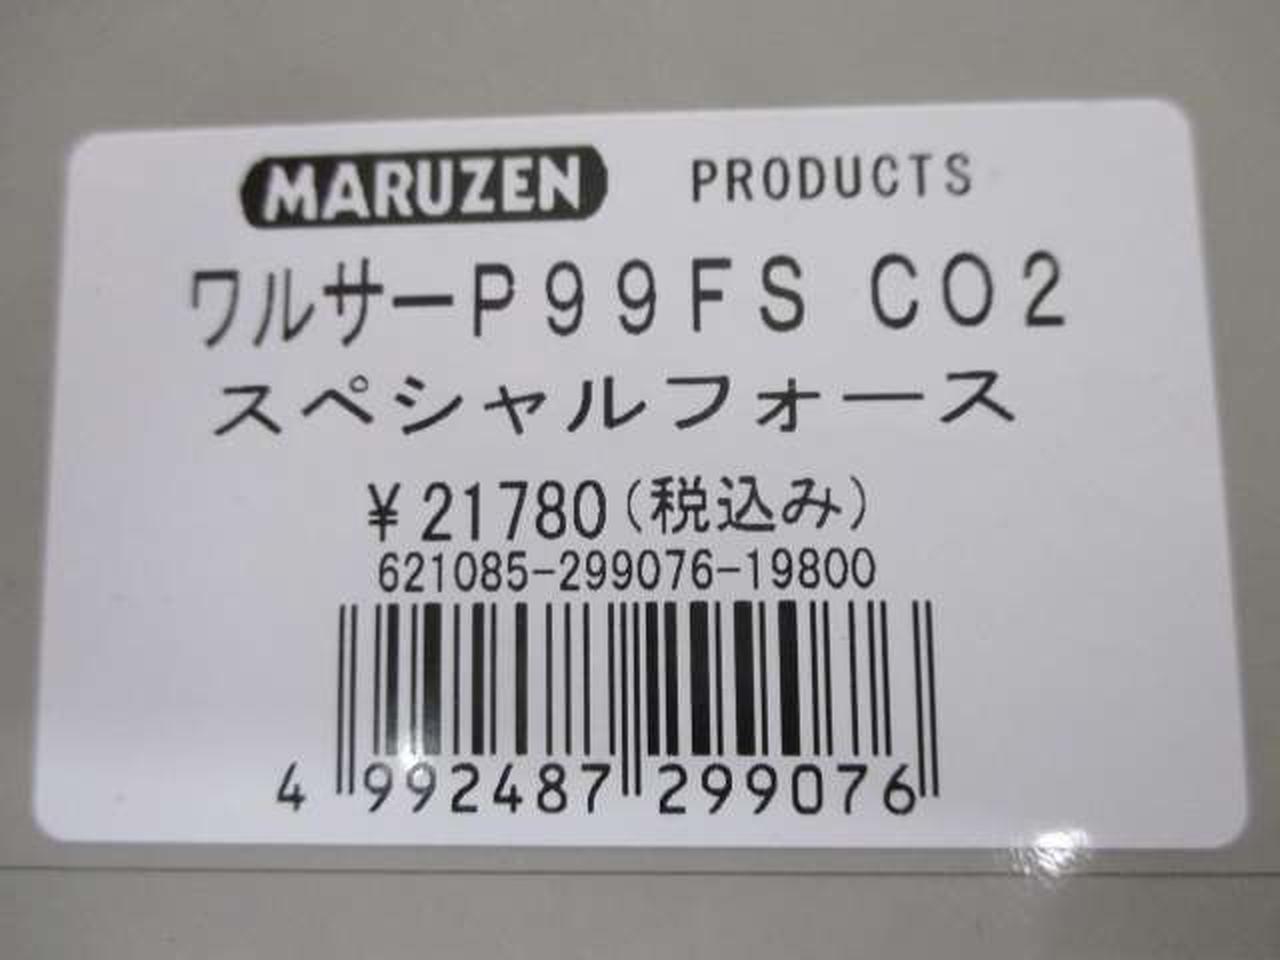 MARUZEN PRODUCTS
ワルサーP99FS CO2
スペシャルフォース
¥21780(税込み)
621085-299076-19800
4 992487 299076